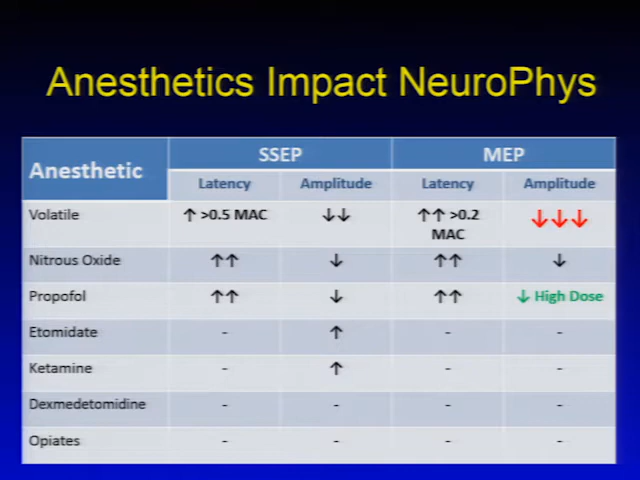 Anesthetics Impact NeuroPhys
Anesthetic SSEP MEP
Latency Amplitude Latency Amplitude
Volatile ↑ >0.5 MAC ↓↓ ↑↑ >0.2 MAC ↓↓↓
Nitrous Oxide ↑↑ ↓ ↑↑ ↓
Propofol ↑↑ ↓ ↑↑ ↓ High Dose
Etomidate - ↑ - -
Ketamine - ↑ - -
Dexmedetomidine - - - -
Opiates - - - -